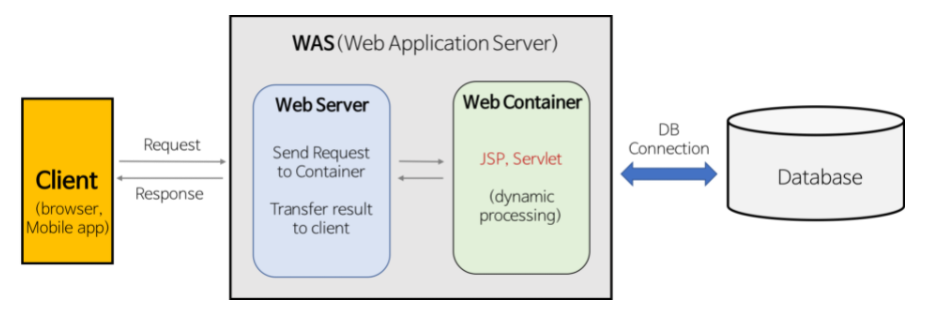 WAS(Web Application Server)
Client
(browser,
Mobile app)
Request
Response
Web Server
Send Request
to Container
Transfer result
to client
Web Container
JSP, Servlet
(dynamic
processing)
DB
Connection
Database